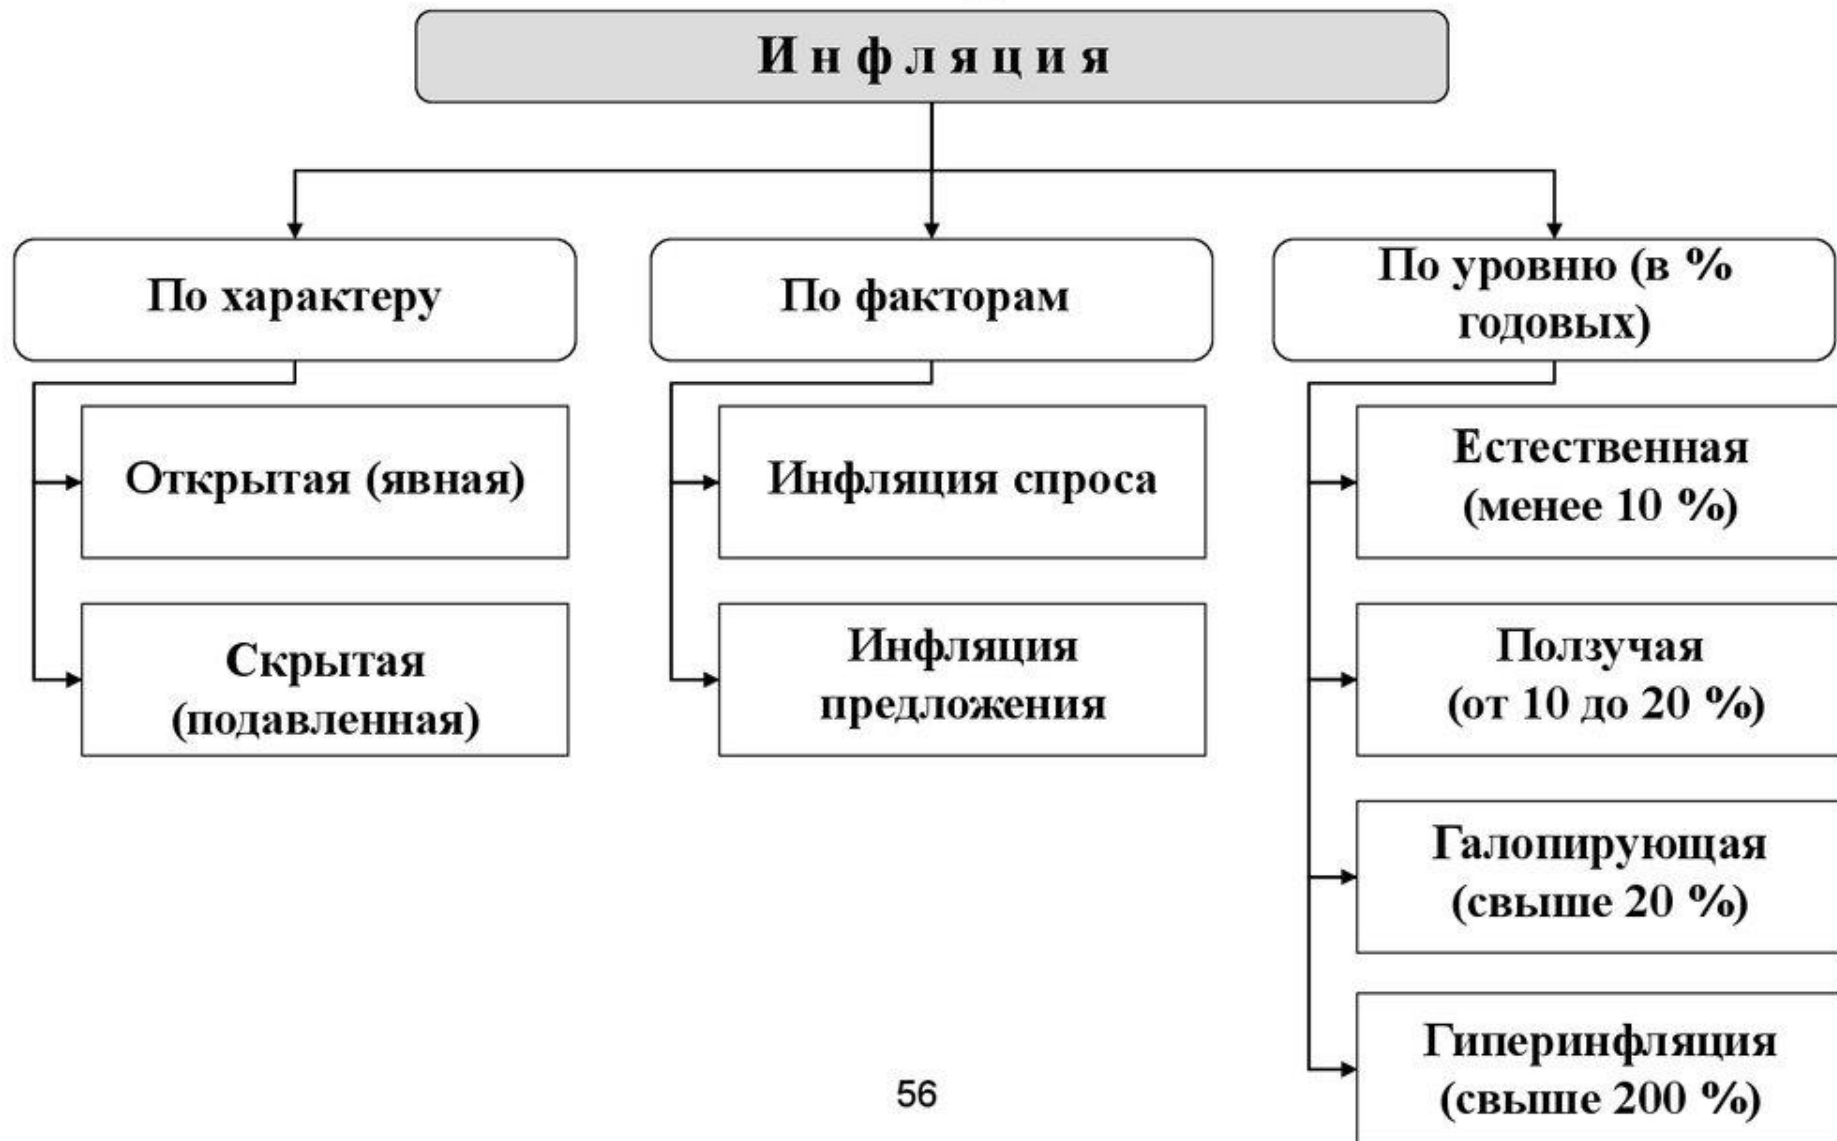 И н ф л я ц и я
По характеру
Открытая (явная)
Скрытая
(подавленная)
По факторам
Инфляция спроса
Инфляция
предложения
По уровню (в %
годовых)
Естественная
(менее 10 %)
Ползучая
(от 10 до 20 %)
Галопирующая
(свыше 20 %)
Гиперинфляция
(свыше 200 %)
56